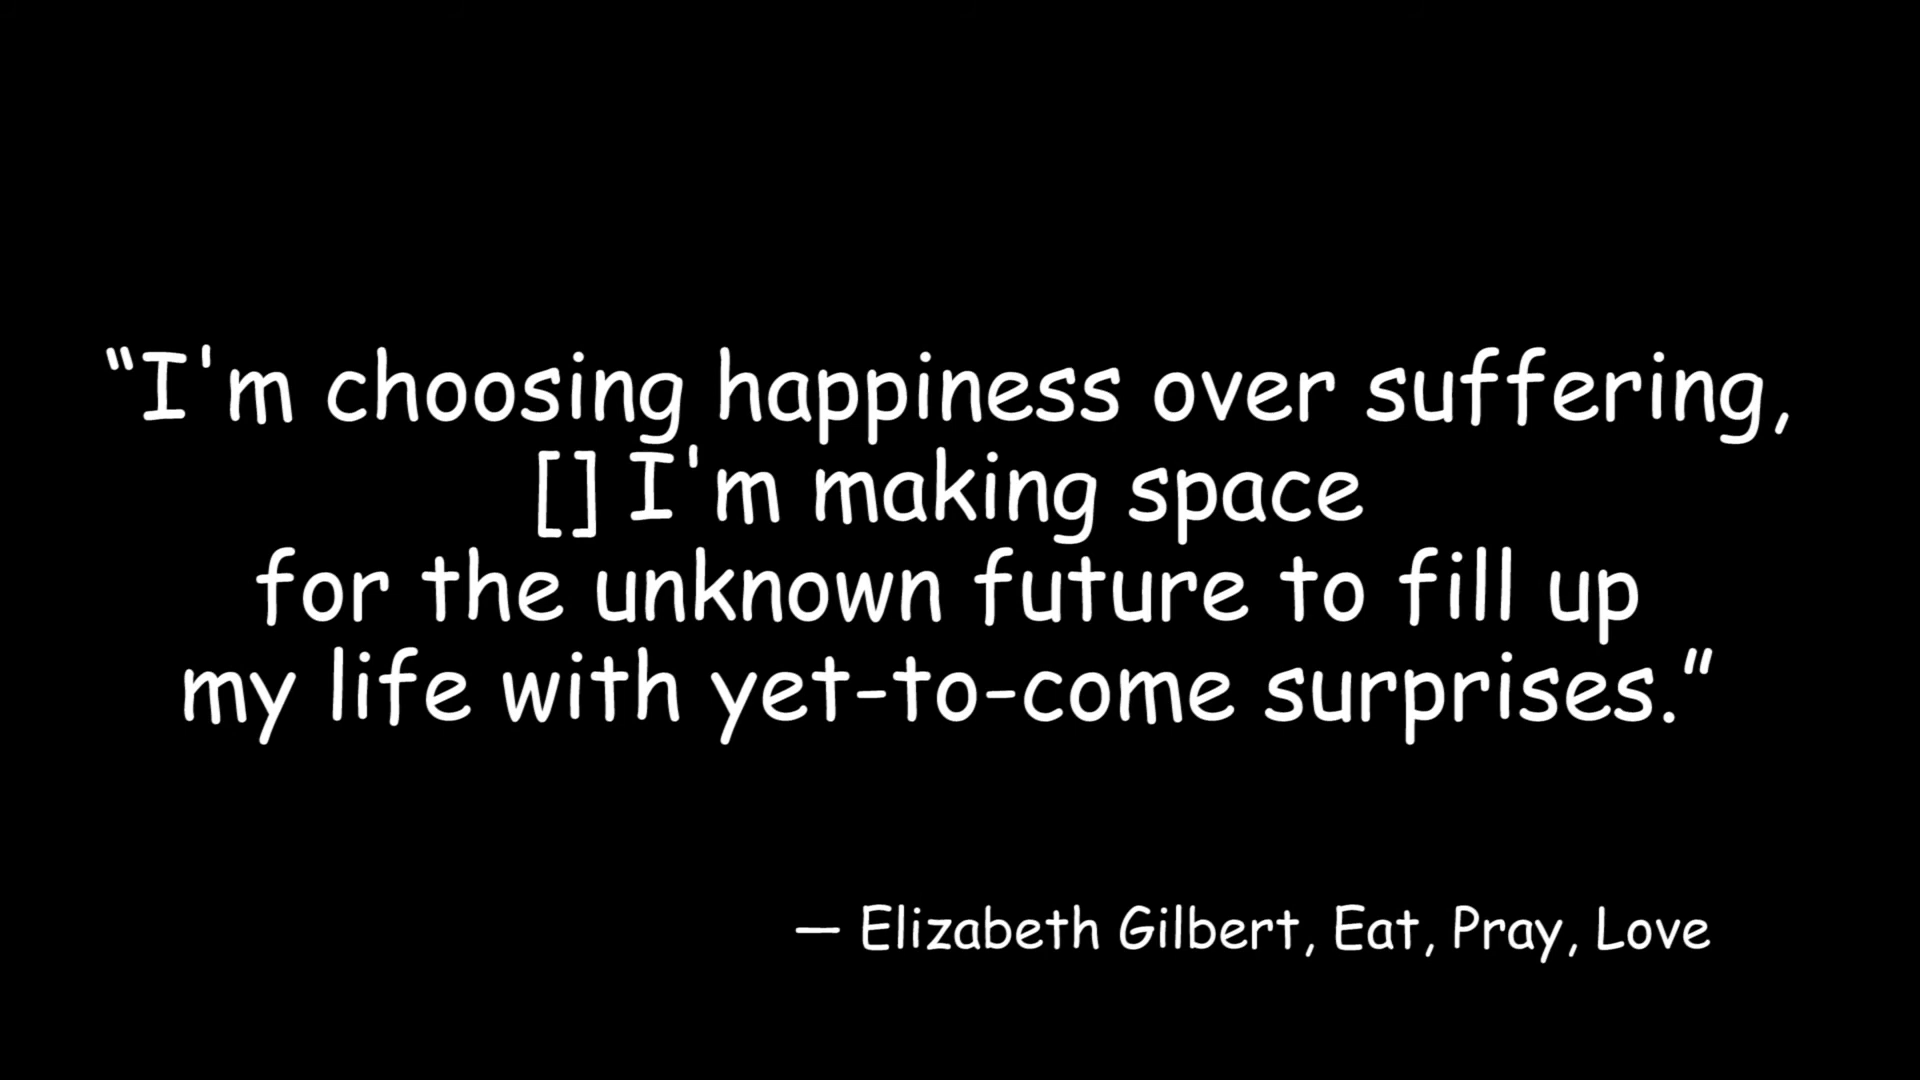 “I'm choosing happiness over suffering,
[] I'm making space
for the unknown future to fill up
my life with yet-to-come surprises.”
— Elizabeth Gilbert, Eat, Pray, Love